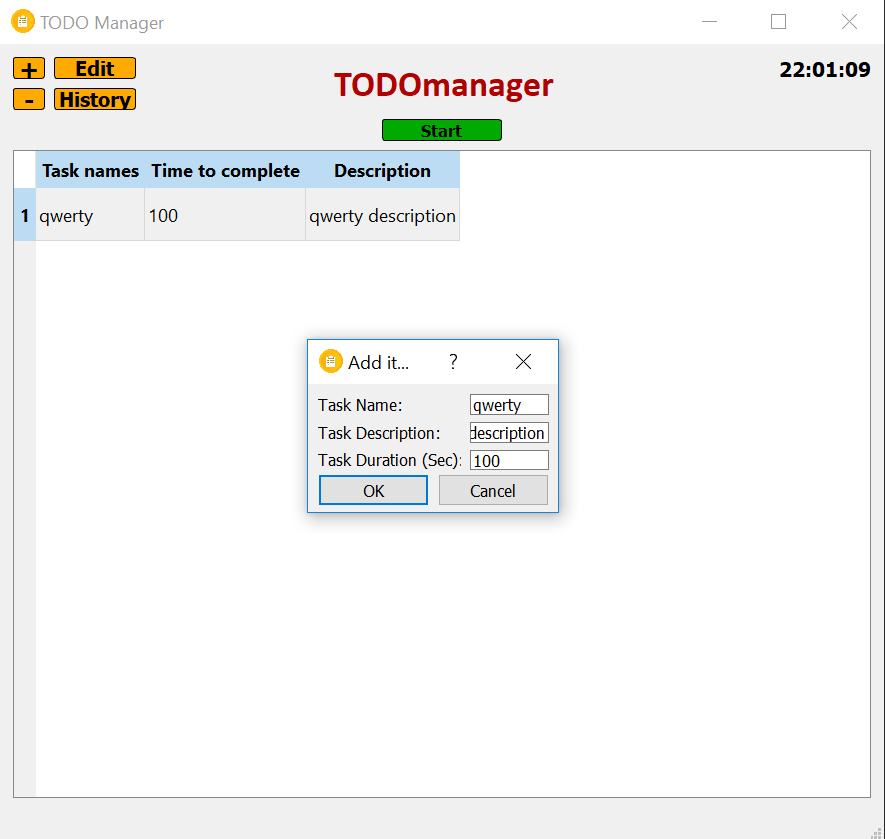 TODO Manager
+ Edit
- History
TODOmanager
22:01:09
Start
Task names Time to complete Description
1 qwerty 100 qwerty description
Add it... ?
Task Name: qwerty
Task Description: description
Task Duration (Sec): 100
OK Cancel